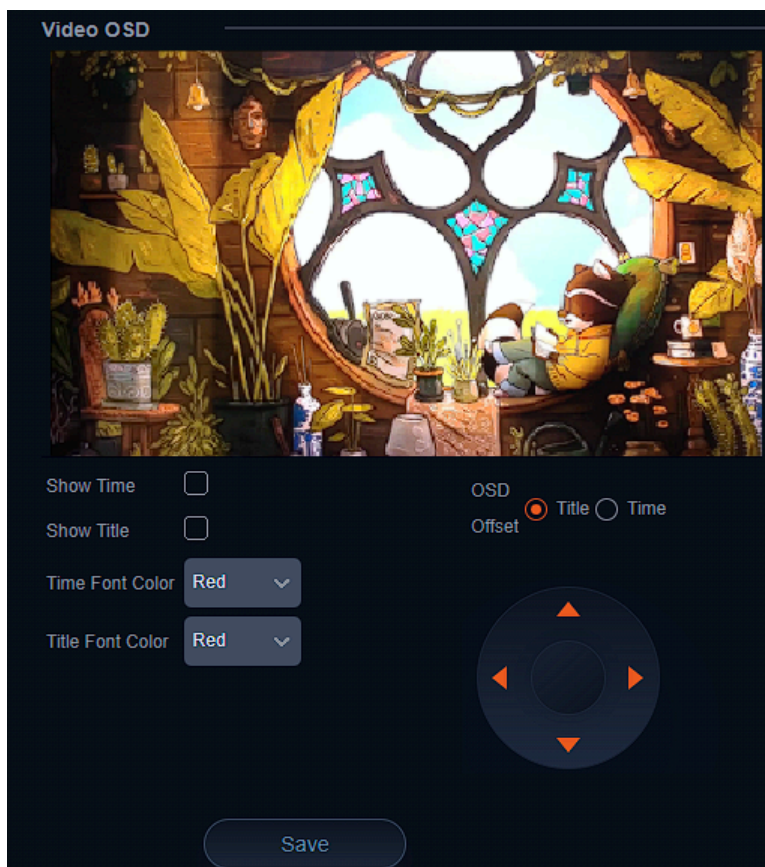 Video OSD
Show Time
Show Title
OSD Offset
Title
Time
Time Font Color
Red
Title Font Color
Red
Save